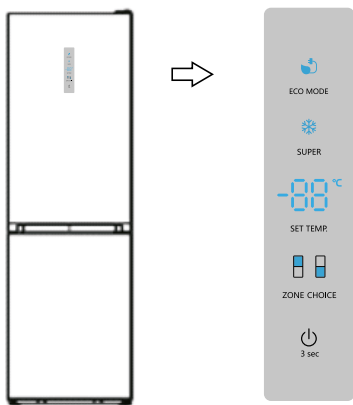 ECO MODE
SUPER
-88 °C
SET TEMP.
ZONE CHOICE
3 sec